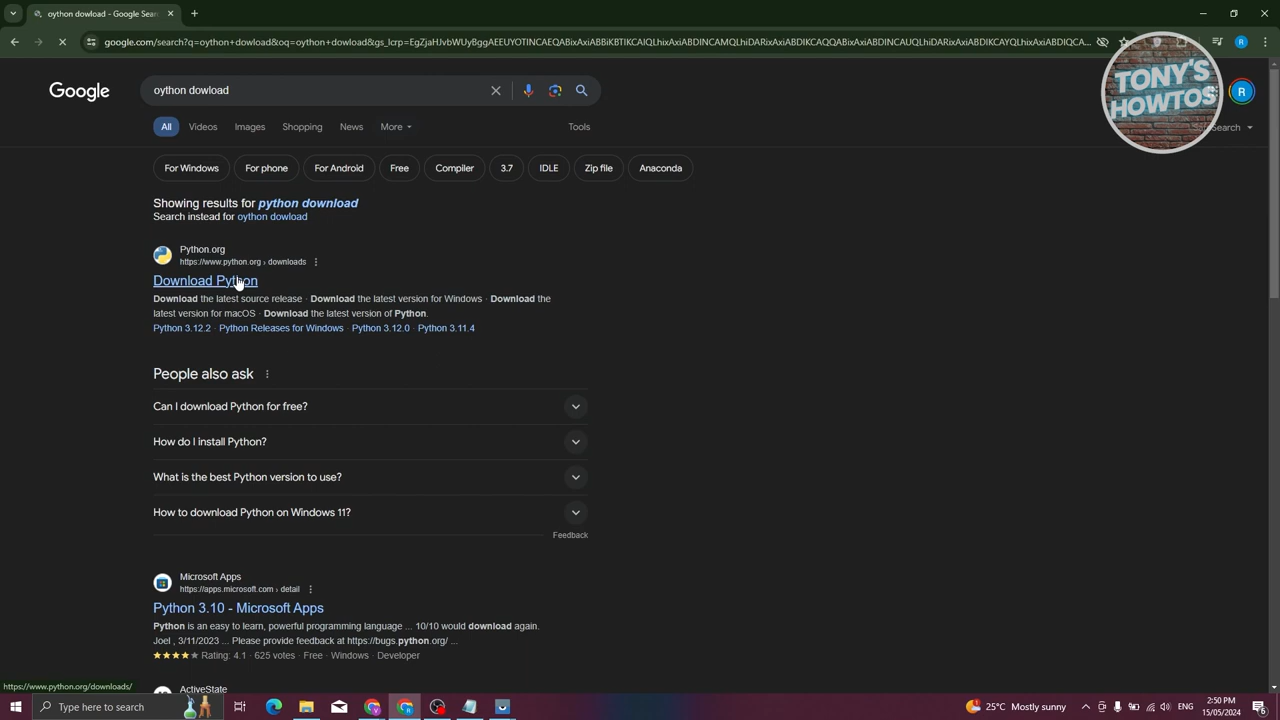 oython dowload - Google Sear
google.com/search?q=oython+dowload&oq=oython+dowload&gs_lcrp=
Google
oython dowload
TONY'S
HOWTOS
R
All
Videos
Images
Shopping
News
More
Tools
Search
For Windows
For phone
For Android
Free
Compiler
3.7
IDLE
Zip file
Anaconda
Showing results for python download
Search instead for oython dowload
Python.org
https://www.python.org › downloads
Download Python
Download the latest source release · Download the latest version for Windows · Download the
latest version for macOS · Download the latest version of Python.
Python 3.12.2 · Python Releases for Windows · Python 3.12.0 · Python 3.11.4
People also ask
Can I download Python for free?
How do I install Python?
What is the best Python version to use?
How to download Python on Windows 11?
Feedback
Microsoft Apps
https://apps.microsoft.com › detail
Python 3.10 - Microsoft Apps
Python is an easy to learn, powerful programming language ... 10/10 would download again.
Joel , 3/11/2023 ... Please provide feedback at https://bugs.python.org/ ...
Rating: 4.1 · 625 votes · Free · Windows · Developer
ActiveState
https://www.python.org/downloads/
Type here to search
25°C Mostly sunny
ENG
2:50 PM
15/05/2024